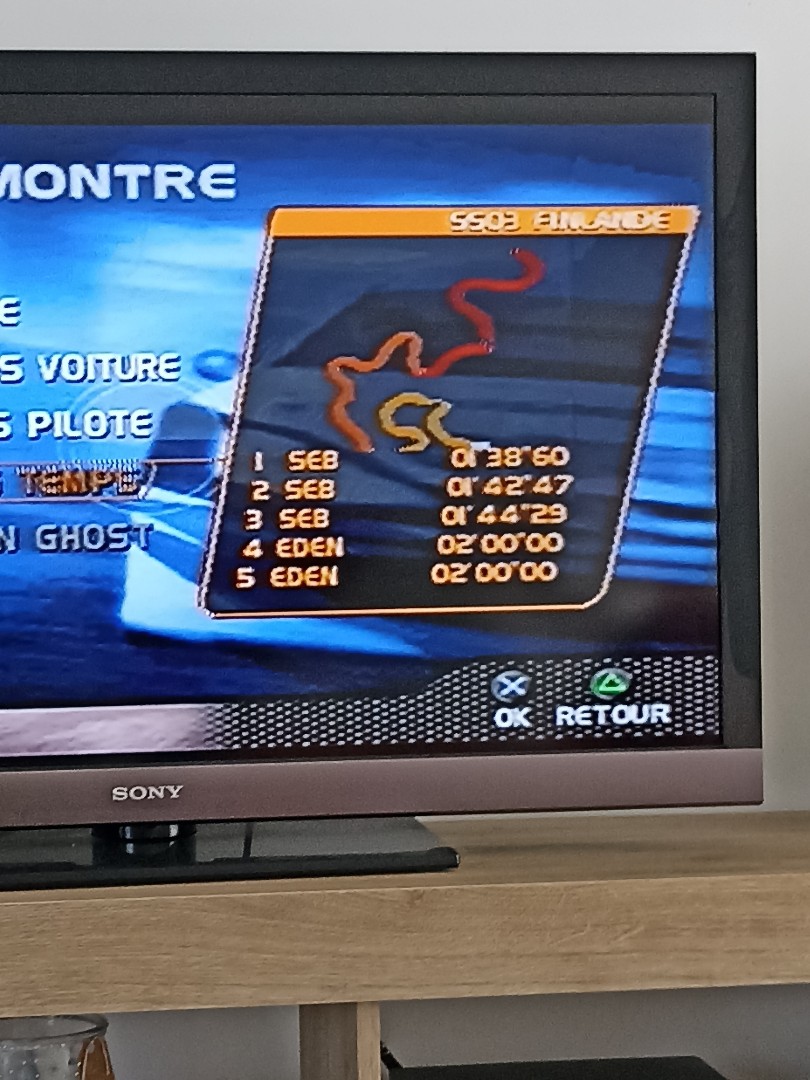 MONTRE
SS03 FINLANDE
E
S VOITURE
S PILOTE
S TEMPS
N GHOST
1 SEB 01'38"60
2 SEB 01'42"47
3 SEB 01'44"29
4 EDEN 02'00"00
5 EDEN 02'00"00
OK RETOUR
SONY